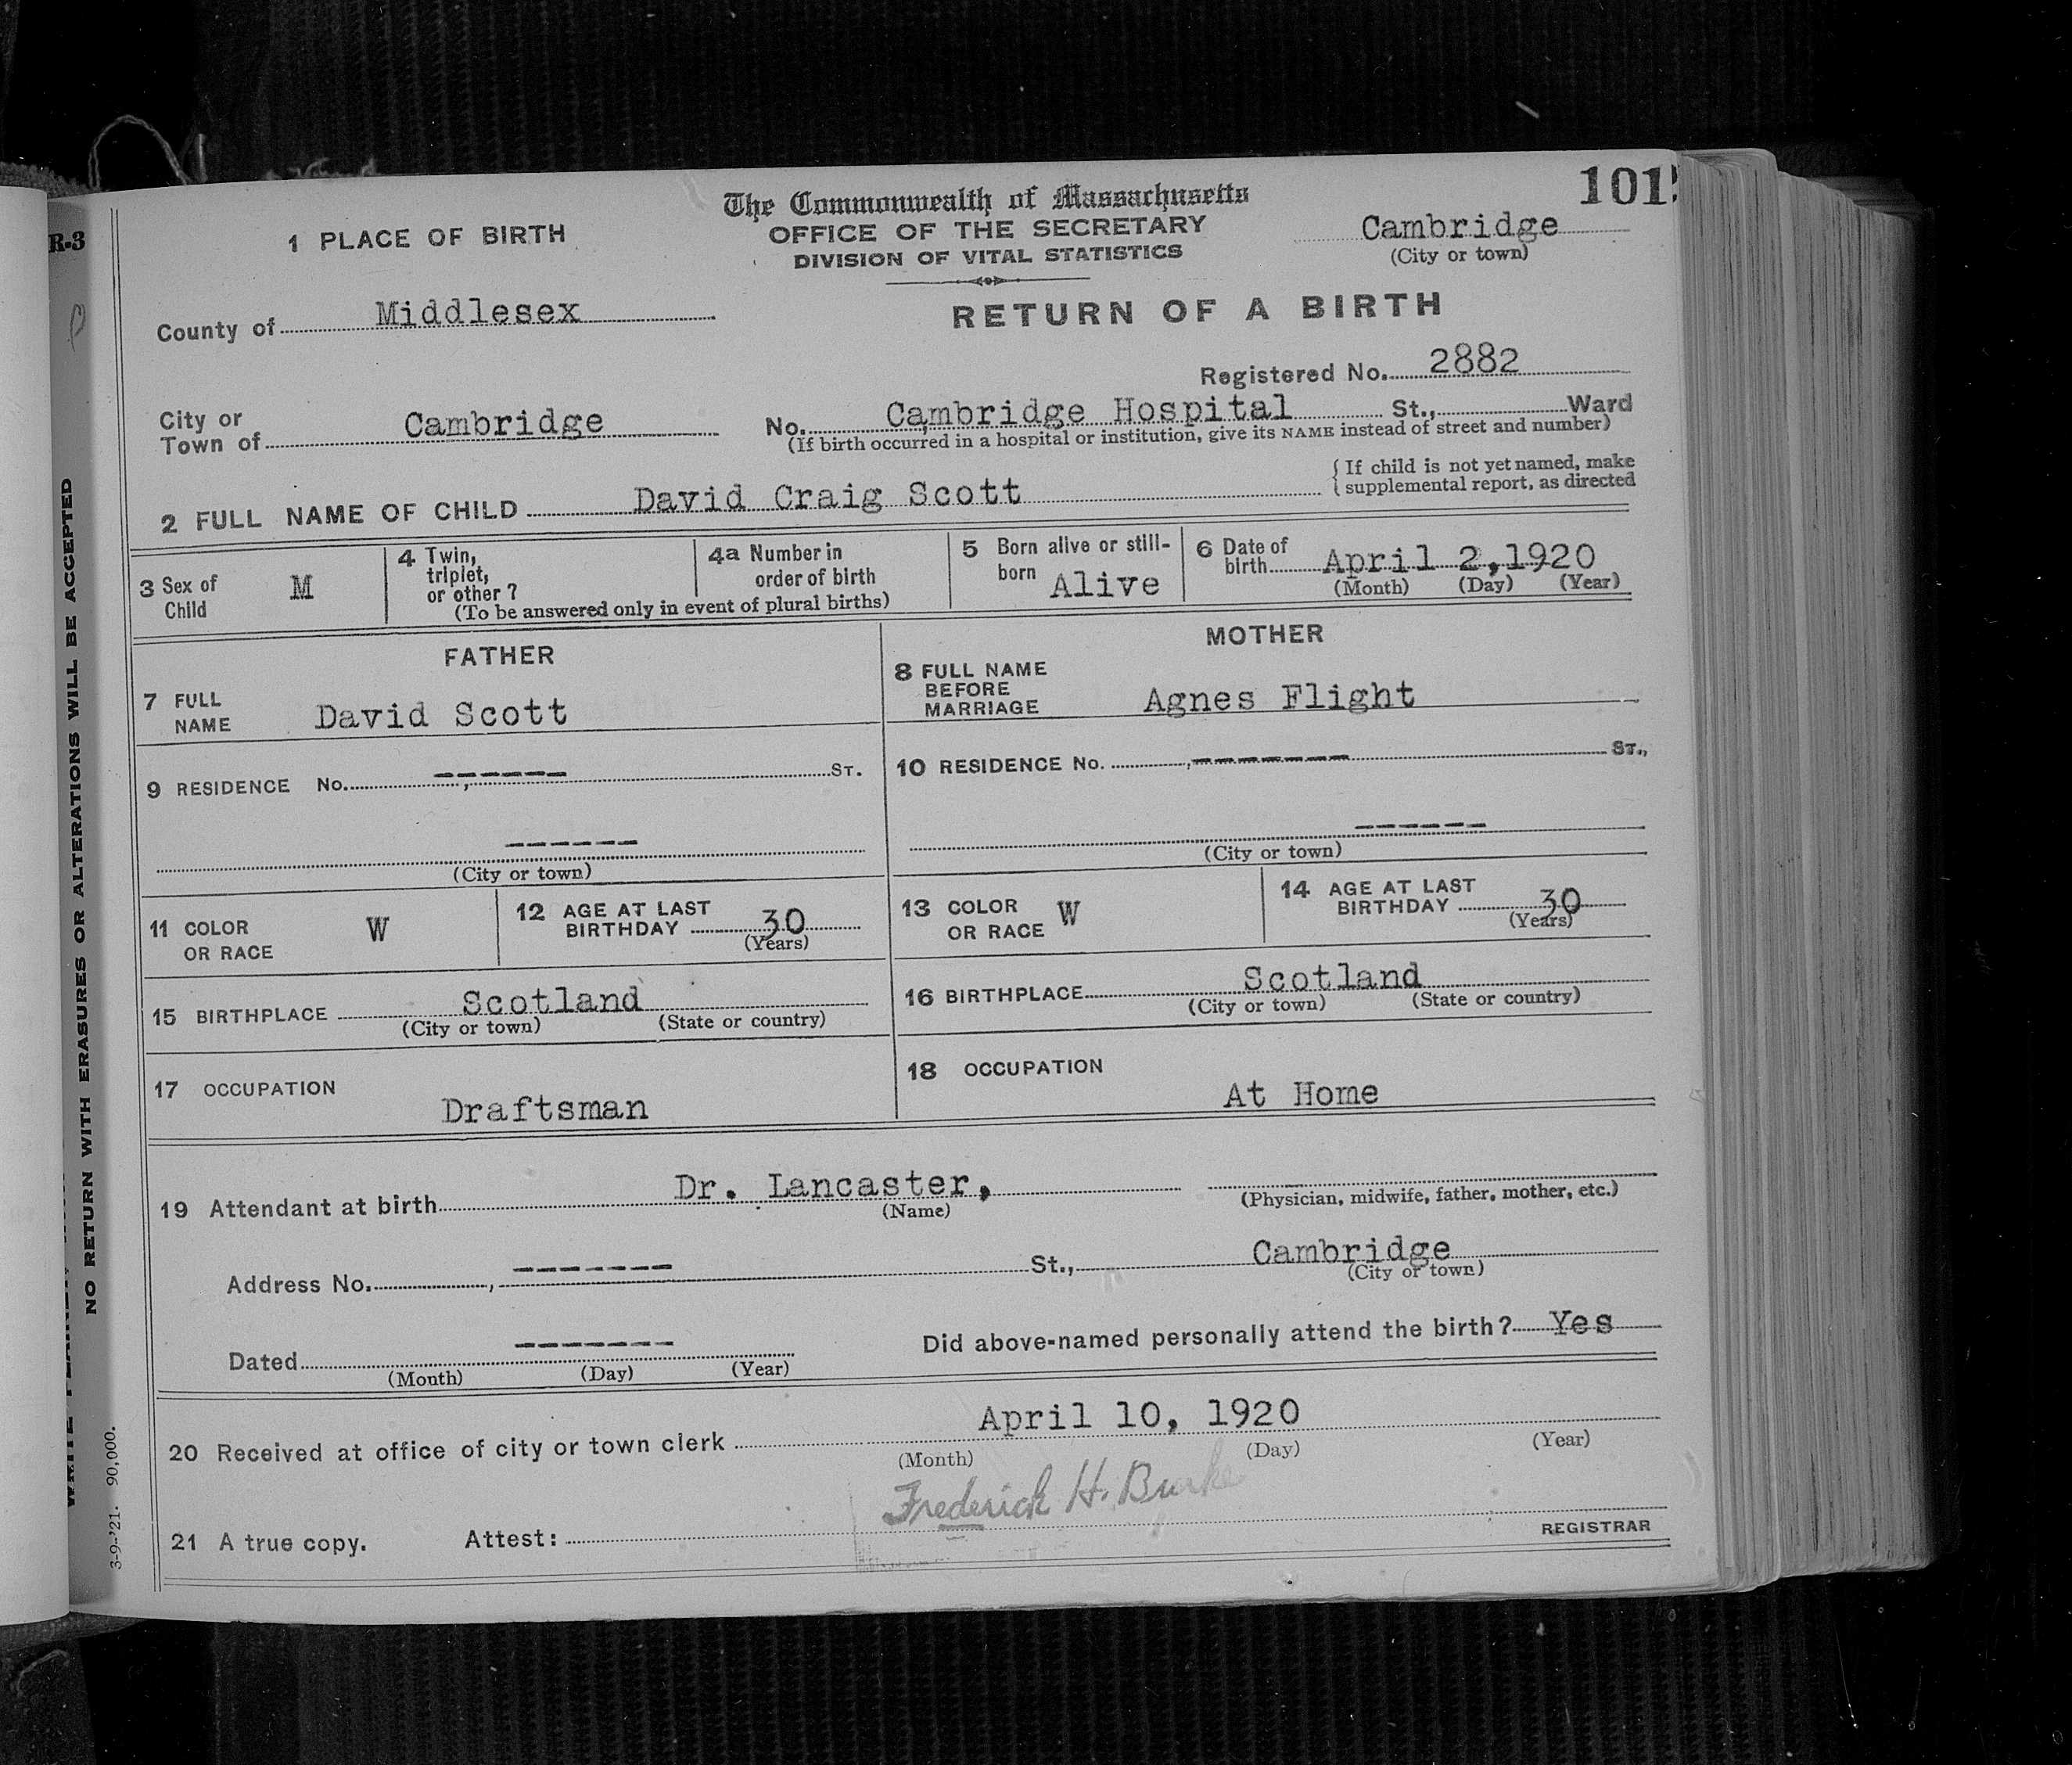 R-3
101
1 PLACE OF BIRTH
The Commonwealth of Massachusetts
OFFICE OF THE SECRETARY
DIVISION OF VITAL STATISTICS
Cambridge
(City or town)
County of Middlesex
RETURN OF A BIRTH
Registered No. 2882
City or
Town of Cambridge
No. Cambridge Hospital St., Ward
(If birth occurred in a hospital or institution, give its NAME instead of street and number)
2 FULL NAME OF CHILD David Craig Scott
{ If child is not yet named, make
{ supplemental report, as directed
3 Sex of
Child M
4 Twin,
triplet,
or other ?
4a Number in
order of birth
(To be answered only in event of plural births)
5 Born alive or still-
born Alive
6 Date of
birth April 2, 1920
(Month) (Day) (Year)
FATHER
7 FULL
NAME David Scott
MOTHER
8 FULL NAME
BEFORE
MARRIAGE Agnes Flight
9 RESIDENCE No. ------ ST.
------
(City or town)
10 RESIDENCE No. ------- ST.,
------
(City or town)
11 COLOR
OR RACE W
12 AGE AT LAST
BIRTHDAY 30
(Years)
13 COLOR
OR RACE W
14 AGE AT LAST
BIRTHDAY 30
(Years)
15 BIRTHPLACE Scotland
(City or town) (State or country)
16 BIRTHPLACE Scotland
(City or town) (State or country)
17 OCCUPATION
Draftsman
18 OCCUPATION
At Home
19 Attendant at birth Dr. Lancaster,
(Name) (Physician, midwife, father, mother, etc.)
Address No. , ------- St., Cambridge
(City or town)
Dated -------
(Month) (Day) (Year)
Did above-named personally attend the birth? Yes
20 Received at office of city or town clerk April 10, 1920
(Month) (Day) (Year)
Frederick H. Burke
21 A true copy. Attest: REGISTRAR
NO RETURN WITH ERASURES OR ALTERATIONS WILL BE ACCEPTED
3-9-'21. 90,000.